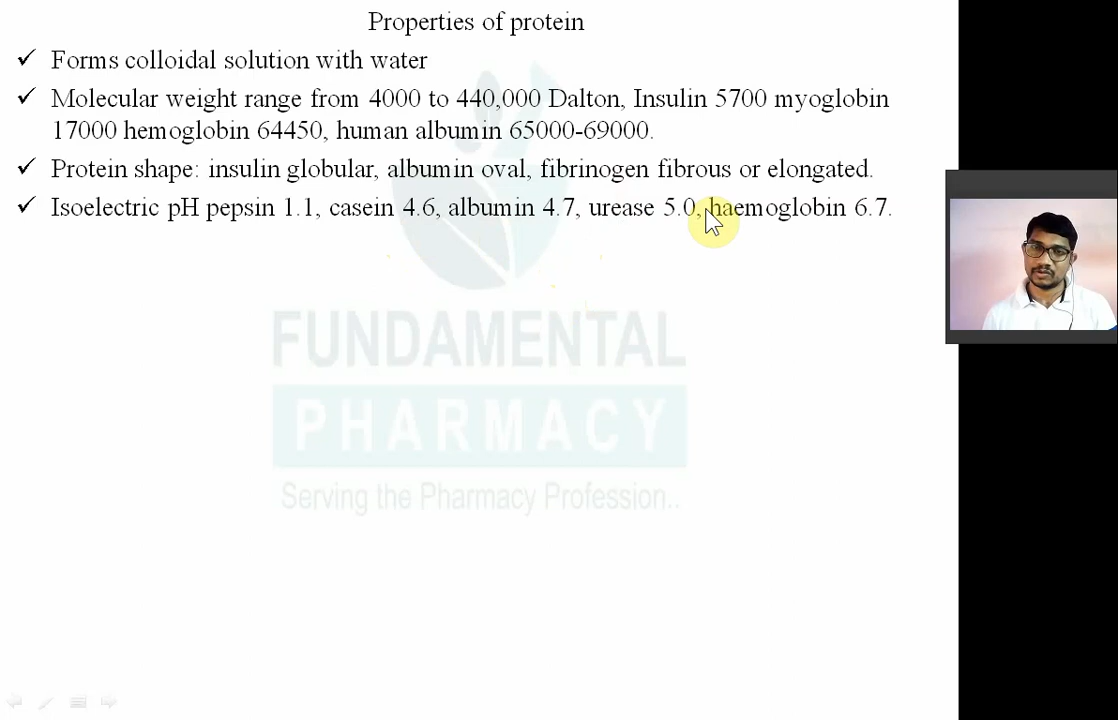 Properties of protein
✓ Forms colloidal solution with water
✓ Molecular weight range from 4000 to 440,000 Dalton, Insulin 5700 myoglobin
17000 hemoglobin 64450, human albumin 65000-69000.
✓ Protein shape: insulin globular, albumin oval, fibrinogen fibrous or elongated.
✓ Isoelectric pH pepsin 1.1, casein 4.6, albumin 4.7, urease 5.0, haemoglobin 6.7.
FUNDAMENTAL
PHARMACY
Serving the Pharmacy Profession..